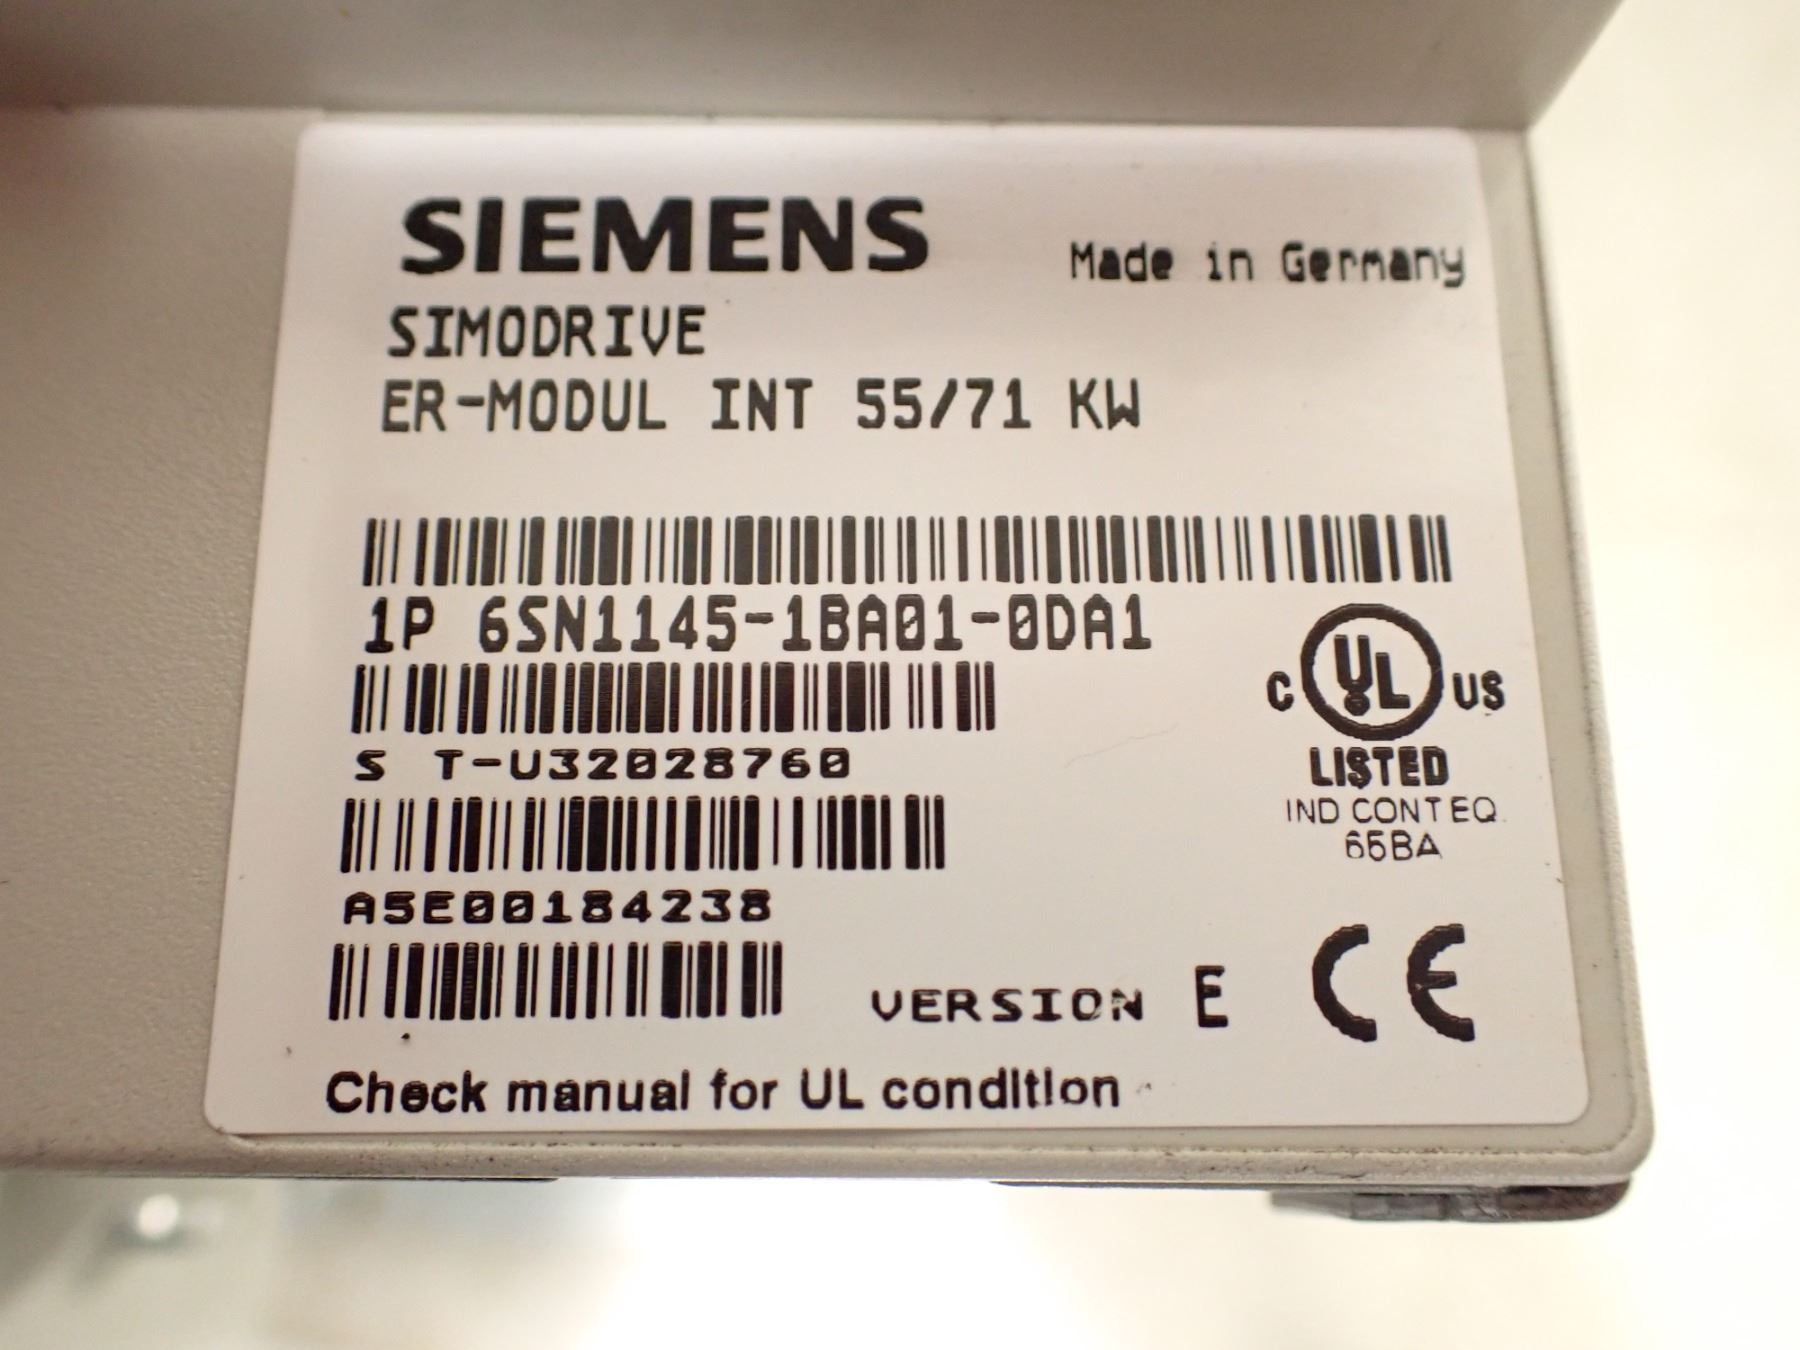 SIEMENS
Made in Germany
SIMODRIVE
ER-MODUL INT 55/71 KW
1P 6SN1145-1BA01-0DA1
S T-U32028760
A5E00184238
VERSION E
C UL US
LISTED
IND CONT EQ.
65BA
CE
Check manual for UL condition